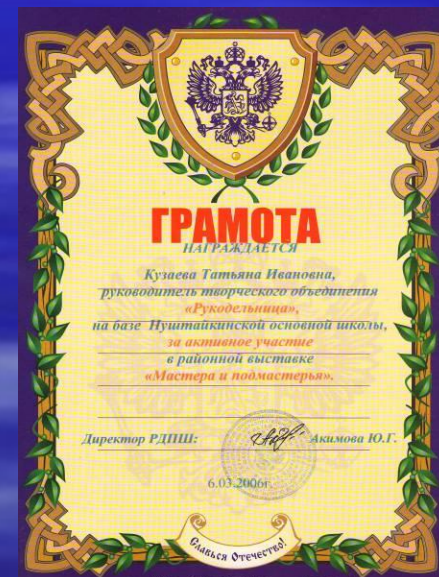 ГРАМОТА
НАГРАЖДАЕТСЯ
Кузаева Татьяна Ивановна,
руководитель творческого объединения
«Рукодельница»,
на базе Нуштайкинской основной школы,
за активное участие
в районной выставке
«Мастера и подмастерья».
Директор РДПШ: Акимова Ю.Г.
6.03.2006г.
Славься Отечество!